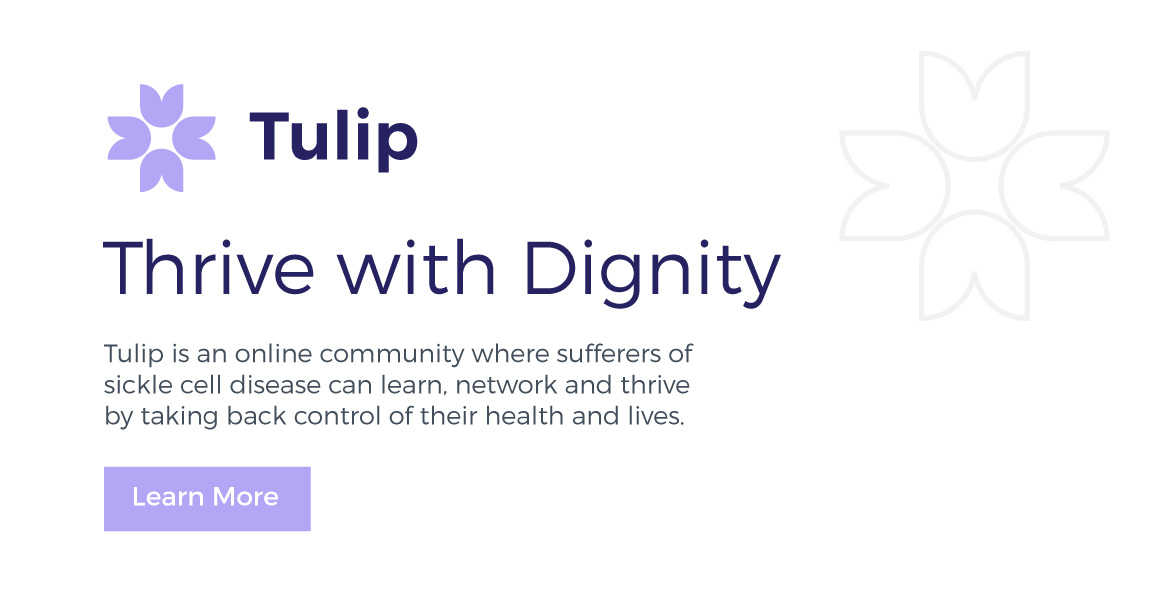 Tulip
Thrive with Dignity
Tulip is an online community where sufferers of
sickle cell disease can learn, network and thrive
by taking back control of their health and lives.
Learn More